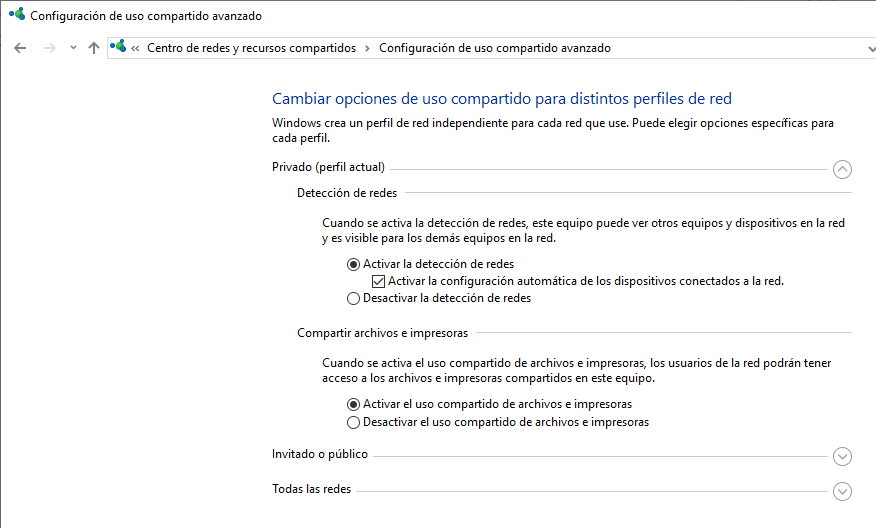 Configuración de uso compartido avanzado
« Centro de redes y recursos compartidos > Configuración de uso compartido avanzado
Cambiar opciones de uso compartido para distintos perfiles de red
Windows crea un perfil de red independiente para cada red que use. Puede elegir opciones específicas para
cada perfil.
Privado (perfil actual)
Detección de redes
Cuando se activa la detección de redes, este equipo puede ver otros equipos y dispositivos en la red
y es visible para los demás equipos en la red.
Activar la detección de redes
Activar la configuración automática de los dispositivos conectados a la red.
Desactivar la detección de redes
Compartir archivos e impresoras
Cuando se activa el uso compartido de archivos e impresoras, los usuarios de la red podrán tener
acceso a los archivos e impresoras compartidos en este equipo.
Activar el uso compartido de archivos e impresoras
Desactivar el uso compartido de archivos e impresoras
Invitado o público
Todas las redes